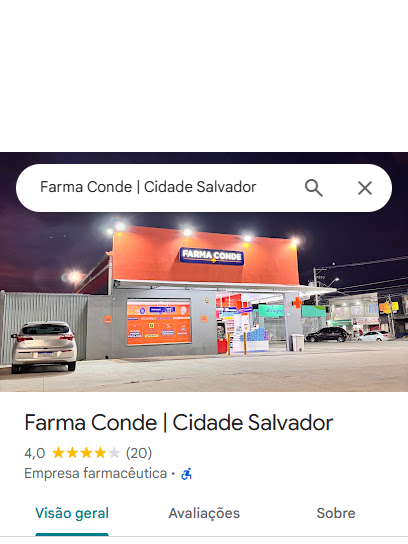 Farma Conde | Cidade Salvador
FARMA CONDE
Farma Conde | Cidade Salvador
4,0 (20)
Empresa farmacêutica ·
Visão geral
Avaliações
Sobre